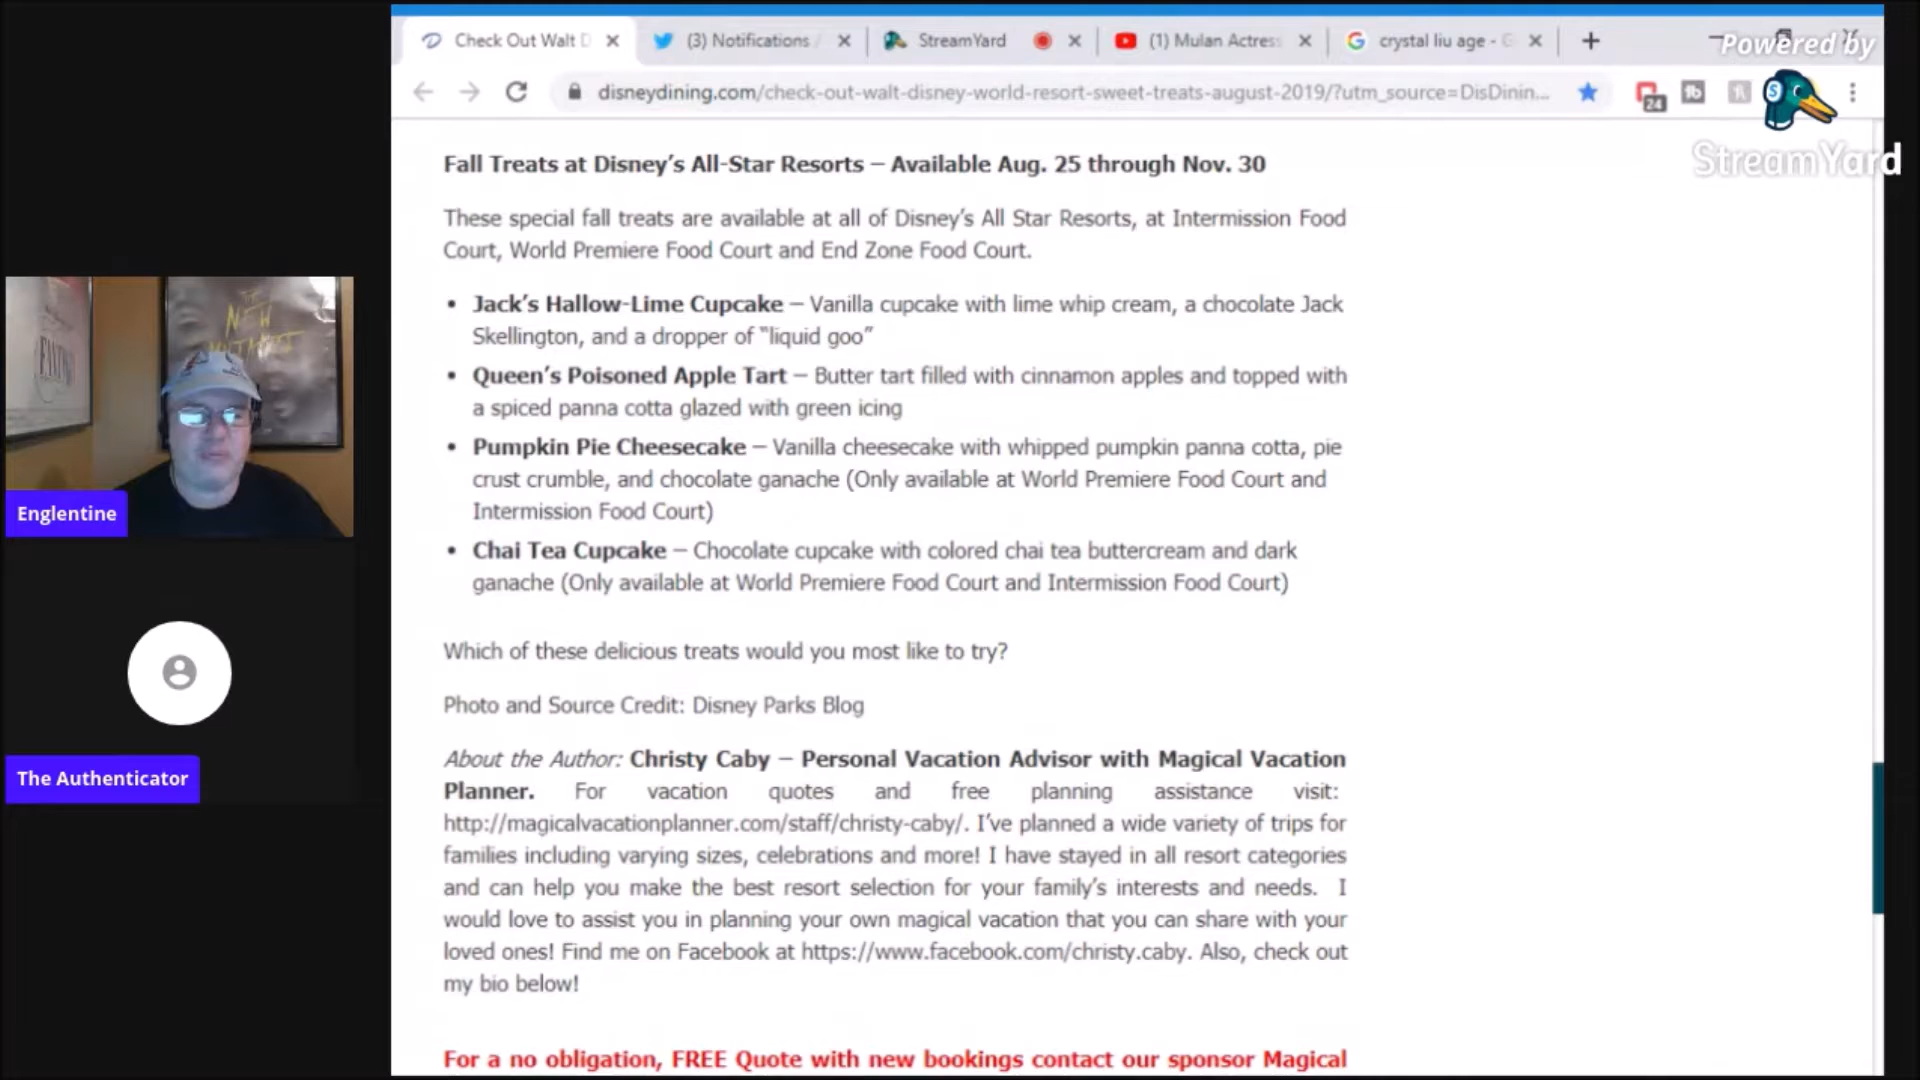 Check Out Walt D
(3) Notifications /
StreamYard
(1) Mulan Actress
crystal liu age - G
Powered by
disneydining.com/check-out-walt-disney-world-resort-sweet-treats-august-2019/?utm_source=DisDinin...
24
StreamYard
Fall Treats at Disney's All-Star Resorts – Available Aug. 25 through Nov. 30
These special fall treats are available at all of Disney's All Star Resorts, at Intermission Food
Court, World Premiere Food Court and End Zone Food Court.
• Jack's Hallow-Lime Cupcake – Vanilla cupcake with lime whip cream, a chocolate Jack
Skellington, and a dropper of "liquid goo"
• Queen's Poisoned Apple Tart – Butter tart filled with cinnamon apples and topped with
a spiced panna cotta glazed with green icing
• Pumpkin Pie Cheesecake – Vanilla cheesecake with whipped pumpkin panna cotta, pie
crust crumble, and chocolate ganache (Only available at World Premiere Food Court and
Intermission Food Court)
• Chai Tea Cupcake – Chocolate cupcake with colored chai tea buttercream and dark
ganache (Only available at World Premiere Food Court and Intermission Food Court)
Which of these delicious treats would you most like to try?
Photo and Source Credit: Disney Parks Blog
About the Author: Christy Caby – Personal Vacation Advisor with Magical Vacation
Planner. For vacation quotes and free planning assistance visit:
http://magicalvacationplanner.com/staff/christy-caby/. I've planned a wide variety of trips for
families including varying sizes, celebrations and more! I have stayed in all resort categories
and can help you make the best resort selection for your family's interests and needs. I
would love to assist you in planning your own magical vacation that you can share with your
loved ones! Find me on Facebook at https://www.facebook.com/christy.caby. Also, check out
my bio below!
For a no obligation, FREE Quote with new bookings contact our sponsor Magical
THE
NEW
MUTANTS
Englentine
The Authenticator